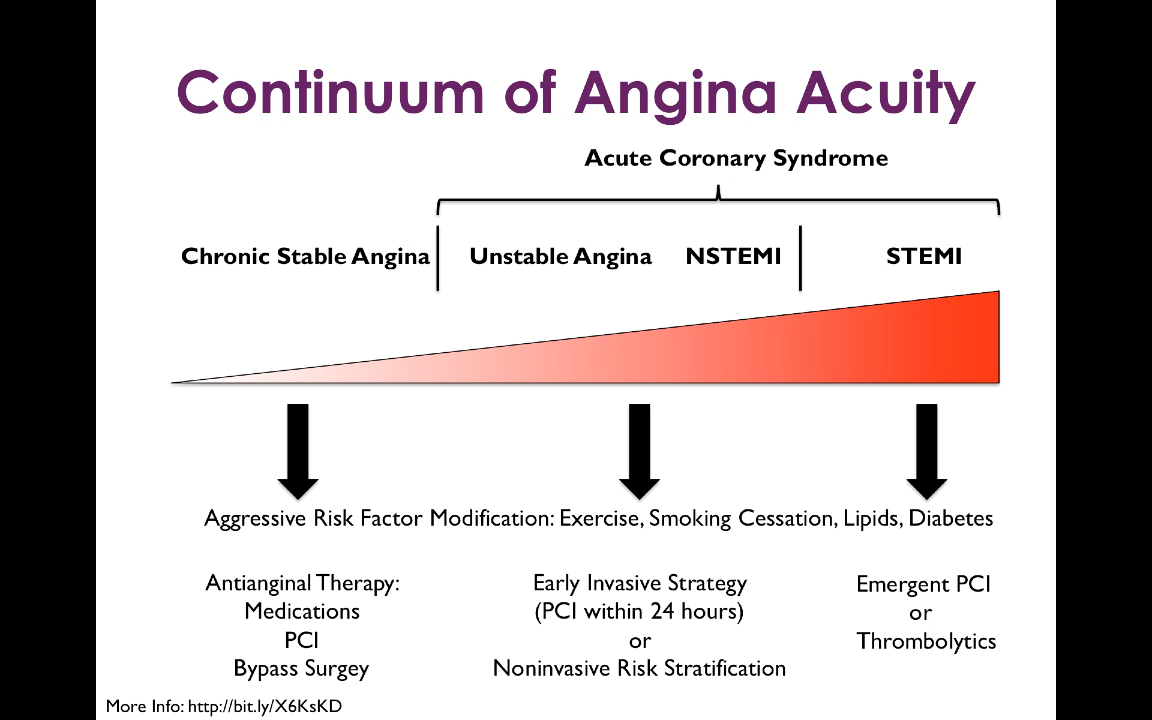 Continuum of Angina Acuity
Acute Coronary Syndrome
Chronic Stable Angina
Unstable Angina
NSTEMI
STEMI
Aggressive Risk Factor Modification: Exercise, Smoking Cessation, Lipids, Diabetes
Antianginal Therapy:
Medications
PCI
Bypass Surgey
Early Invasive Strategy
(PCI within 24 hours)
or
Noninvasive Risk Stratification
Emergent PCI
or
Thrombolytics
More Info: http://bit.ly/X6KsKD